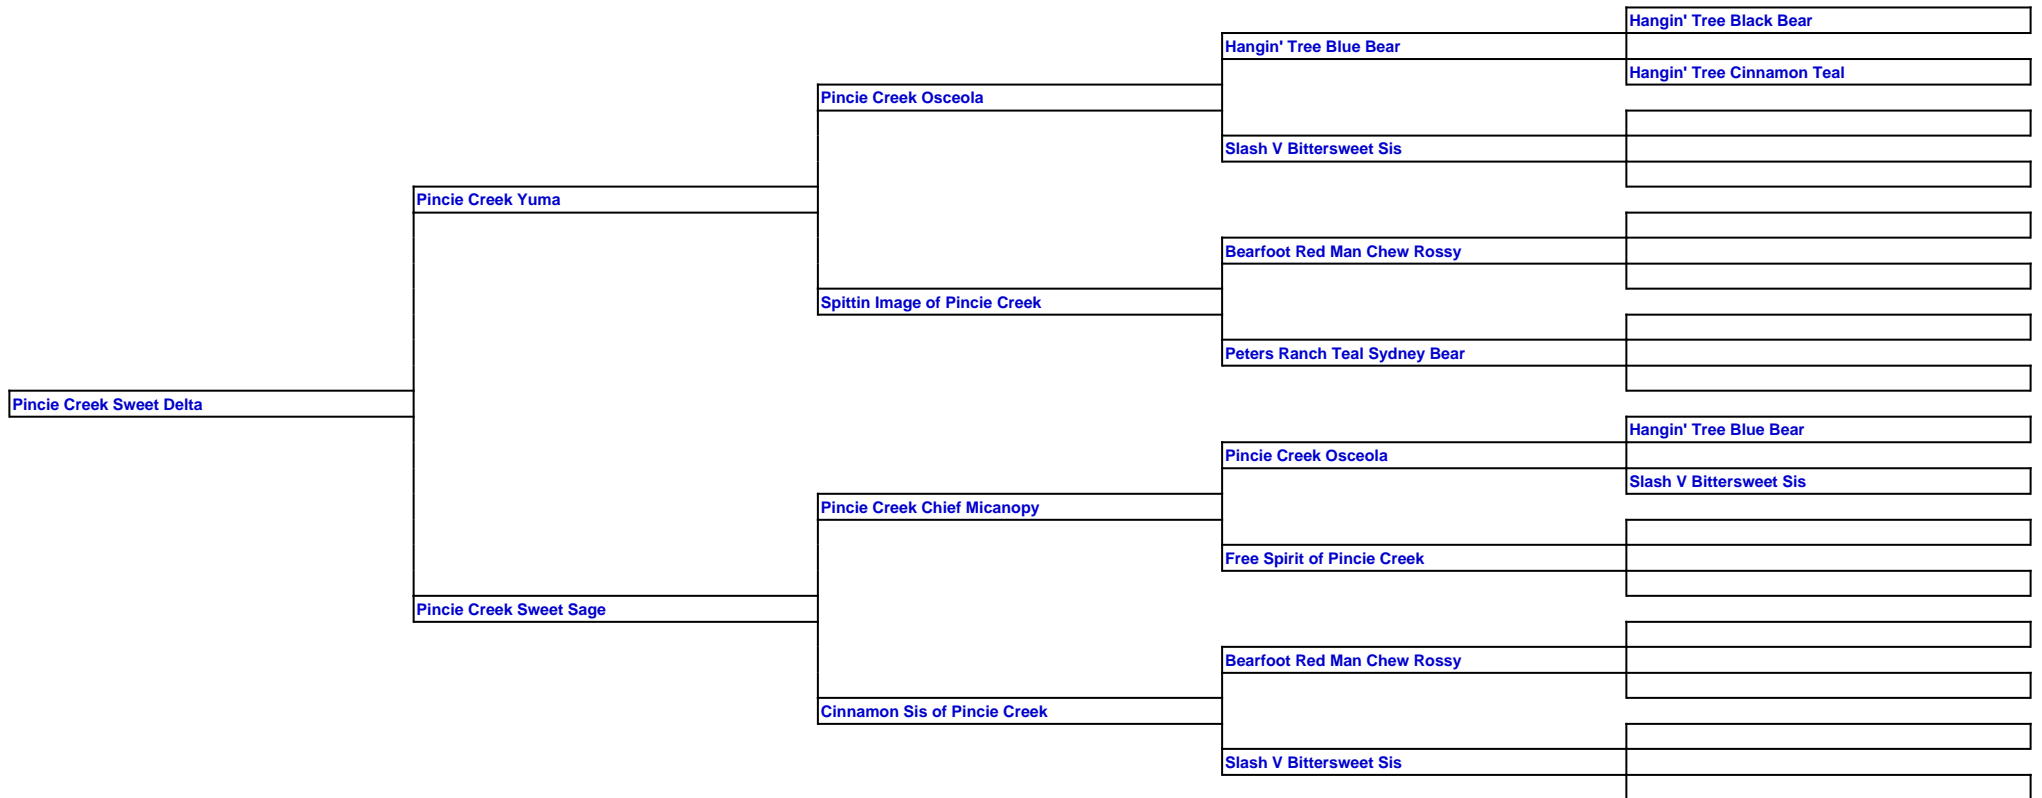 Hangin' Tree Black Bear
Hangin' Tree Blue Bear
Hangin' Tree Cinnamon Teal
Pincie Creek Osceola
Slash V Bittersweet Sis
Pincie Creek Yuma
Bearfoot Red Man Chew Rossy
Spittin Image of Pincie Creek
Peters Ranch Teal Sydney Bear
Pincie Creek Sweet Delta
Hangin' Tree Blue Bear
Pincie Creek Osceola
Slash V Bittersweet Sis
Pincie Creek Chief Micanopy
Free Spirit of Pincie Creek
Pincie Creek Sweet Sage
Bearfoot Red Man Chew Rossy
Cinnamon Sis of Pincie Creek
Slash V Bittersweet Sis